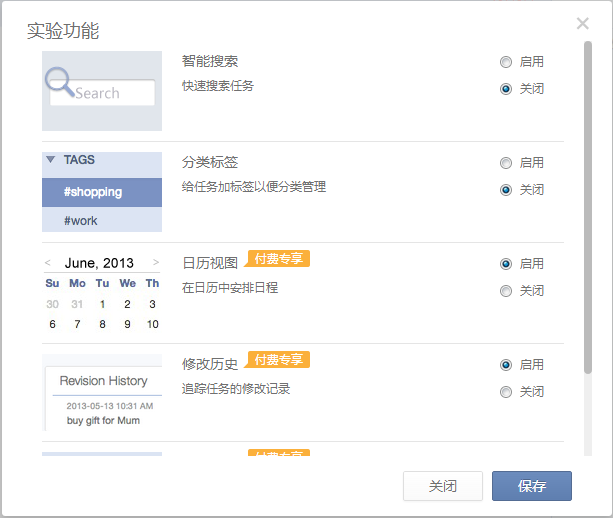 实验功能
Search
智能搜索
快速搜索任务
启用
关闭
TAGS
#shopping
#work
分类标签
给任务加标签以便分类管理
启用
关闭
< June, 2013 >
Su Mo Tu We Th
30 31 1 2 3
6 7 8 9 10
日历视图 付费专享
在日历中安排日程
启用
关闭
Revision History
2013-05-13 10:31 AM
buy gift for Mum
修改历史 付费专享
追踪任务的修改记录
启用
关闭
付费专享
关闭 保存